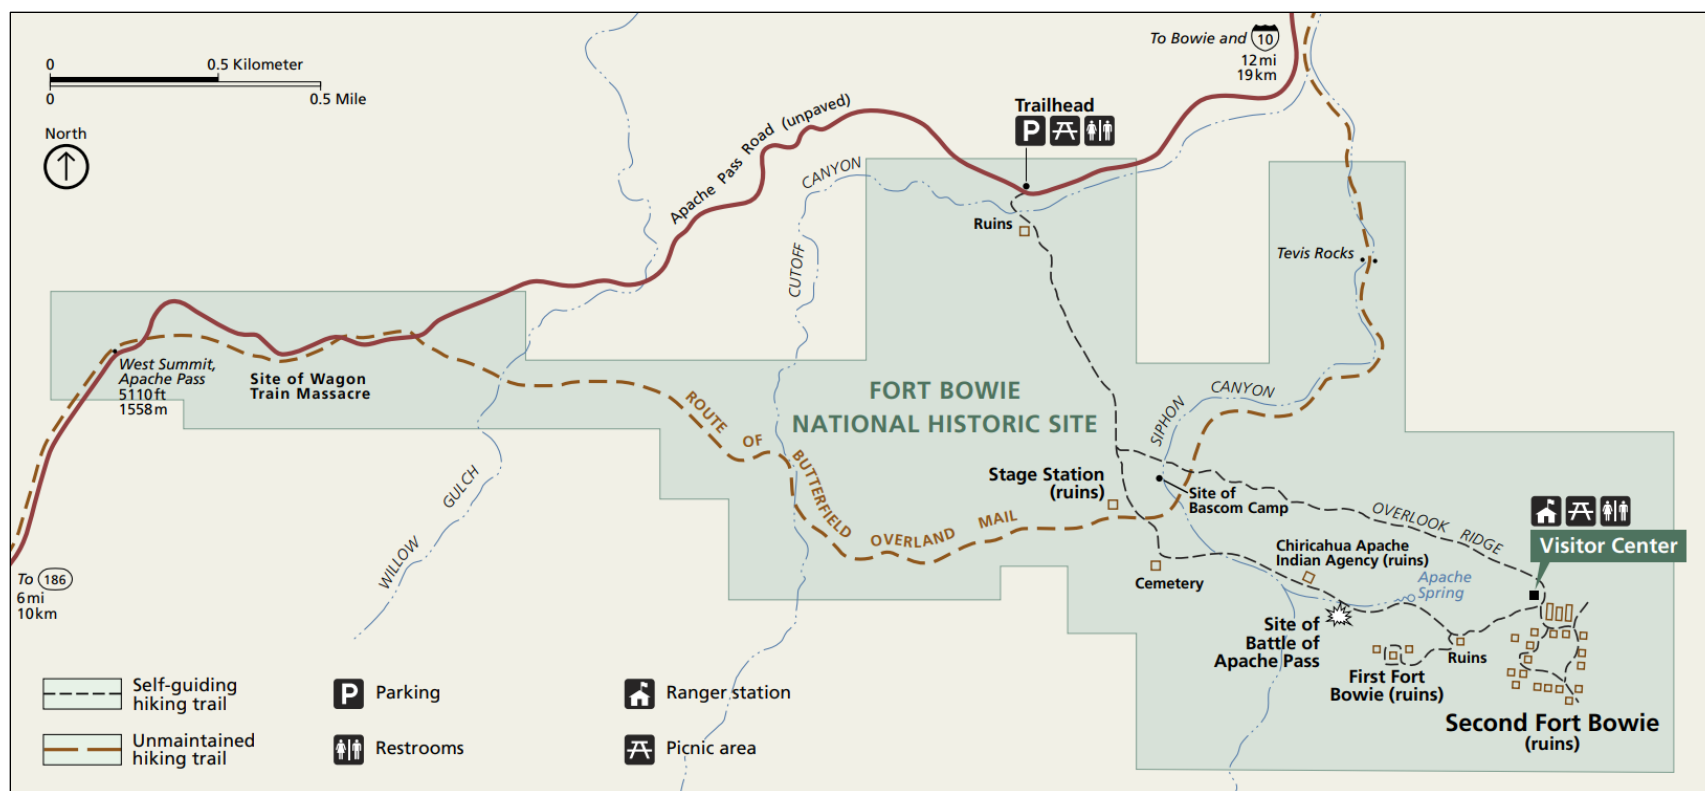 0
0.5 Kilometer
0
0.5 Mile
North
To Bowie and 10
12 mi
19 km
Trailhead
P
Apache Pass Road (unpaved)
CUTOFF CANYON
Ruins
Tevis Rocks
West Summit,
Apache Pass
5110 ft
1558 m
Site of Wagon
Train Massacre
FORT BOWIE
NATIONAL HISTORIC SITE
SIPHON CANYON
ROUTE OF BUTTERFIELD OVERLAND MAIL
Stage Station
(ruins)
Site of
Bascom Camp
WILLOW GULCH
OVERLOOK RIDGE
Visitor Center
Chiricahua Apache
Indian Agency (ruins)
Apache
Spring
Cemetery
To 186
6 mi
10 km
Site of
Battle of
Apache Pass
Ruins
First Fort
Bowie (ruins)
Second Fort Bowie
(ruins)
Self-guiding
hiking trail
P
Parking
Ranger station
Unmaintained
hiking trail
Restrooms
Picnic area